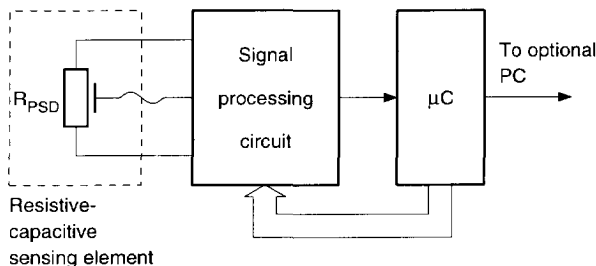 R_PSD
Signal
processing
circuit
μC
To optional
PC
Resistive-
capacitive
sensing element